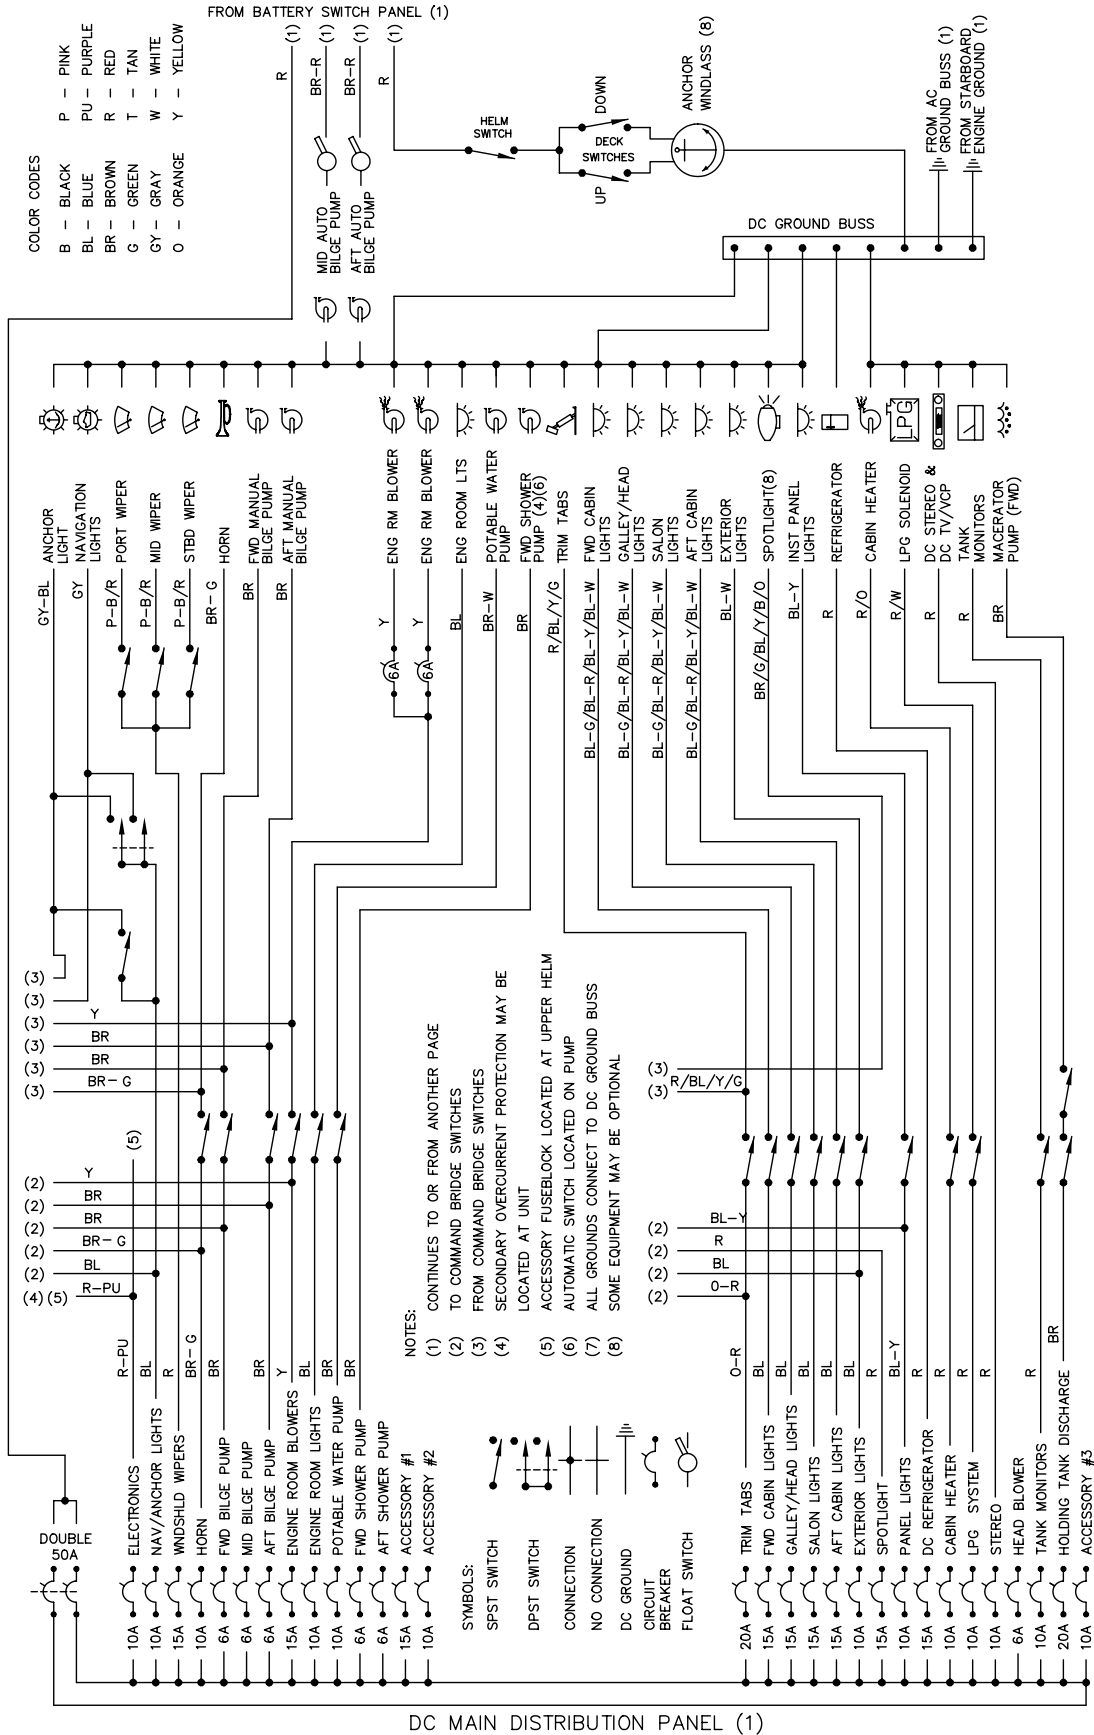 FROM BATTERY SWITCH PANEL (1)
(1)
(1)
(1)
(1)
R
BR-R
BR-R
R
COLOR CODES
B - BLACK
BL - BLUE
BR - BROWN
G - GREEN
GY - GRAY
O - ORANGE
P - PINK
PU - PURPLE
R - RED
T - TAN
W - WHITE
Y - YELLOW
MID AUTO
BILGE PUMP
AFT AUTO
BILGE PUMP
HELM
SWITCH
DOWN
DECK
SWITCHES
UP
ANCHOR
WINDLASS (8)
FROM AC
GROUND BUSS (1)
FROM STARBOARD
ENGINE GROUND (1)
DC GROUND BUSS
LPG
ANCHOR
LIGHT
NAVIGATION
LIGHTS
PORT WIPER
MID WIPER
STBD WIPER
HORN
FWD MANUAL
BILGE PUMP
AFT MANUAL
BILGE PUMP
ENG RM BLOWER
ENG RM BLOWER
ENG ROOM LTS
POTABLE WATER
PUMP
FWD SHOWER
PUMP (4)(6)
TRIM TABS
FWD CABIN
LIGHTS
GALLEY/HEAD
LIGHTS
SALON
LIGHTS
AFT CABIN
LIGHTS
EXTERIOR
LIGHTS
SPOTLIGHT(8)
INST PANEL
LIGHTS
REFRIGERATOR
CABIN HEATER
LPG SOLENOID
DC STEREO &
DC TV/CP
TANK
MONITORS
MACERATOR
PUMP (FWD)
GY-BL
GY
P-B/R
P-B/R
P-B/R
BR-G
BR
BR
Y
Y
BL
BR-W
BR
R/BL/Y/G
BL-G/BL-R/BL-Y/BL-W
BL-G/BL-R/BL-Y/BL-W
BL-G/BL-R/BL-Y/BL-W
BL-G/BL-R/BL-Y/BL-W
BL-W
BR/G/BL/Y/B/O
BL-Y
R
R/O
R/W
R
R
BR
6A
6A
(3)
(3)
(3) Y
(3) BR
(3) BR
(3) BR-G
(5)
(2) Y
(2) BR
(2) BR
(2) BR-G
(2) BL
(4)(5) R-PU
(3)
(3) R/BL/Y/G
(2) BL-Y
(2) R
(2) BL
(2) O-R
NOTES:
(1) CONTINUES TO OR FROM ANOTHER PAGE
(2) TO COMMAND BRIDGE SWITCHES
(3) FROM COMMAND BRIDGE SWITCHES
(4) SECONDARY OVERCURRENT PROTECTION MAY BE
LOCATED AT UNIT
(5) ACCESSORY FUSEBLOCK LOCATED AT UPPER HELM
(6) AUTOMATIC SWITCH LOCATED ON PUMP
(7) ALL GROUNDS CONNECT TO DC GROUND BUSS
(8) SOME EQUIPMENT MAY BE OPTIONAL
SYMBOLS:
SPST SWITCH
DPST SWITCH
CONNECTION
NO CONNECTION
DC GROUND
CIRCUIT
BREAKER
FLOAT SWITCH
DOUBLE
50A
10A ELECTRONICS R-PU
10A NAV/ANCHOR LIGHTS BL
15A WNDSHLD WIPERS R
10A HORN BR-G
6A FWD BILGE PUMP BR
6A MID BILGE PUMP
6A AFT BILGE PUMP BR
15A ENGINE ROOM BLOWERS Y
10A ENGINE ROOM LIGHTS BL
10A POTABLE WATER PUMP BR
6A FWD SHOWER PUMP BR
6A AFT SHOWER PUMP
15A ACCESSORY #1
10A ACCESSORY #2
20A TRIM TABS O-R
15A FWD CABIN LIGHTS BL
15A GALLEY/HEAD LIGHTS BL
15A SALON LIGHTS BL
15A AFT CABIN LIGHTS BL
10A EXTERIOR LIGHTS BL
15A SPOTLIGHT R
10A PANEL LIGHTS BL-Y
15A DC REFRIGERATOR R
10A CABIN HEATER R
10A LPG SYSTEM R
10A STEREO R
6A HEAD BLOWER
10A TANK MONITORS R
20A HOLDING TANK DISCHARGE BR
10A ACCESSORY #3
DC MAIN DISTRIBUTION PANEL (1)